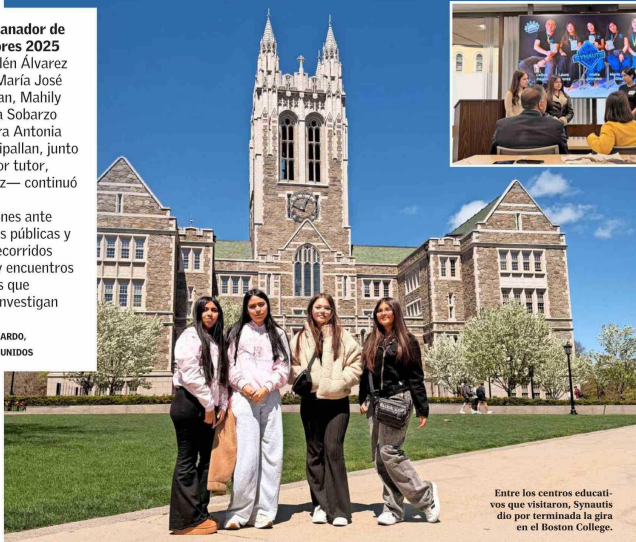 anador de
ores 2025
lén Álvarez
María José
an, Mahily
a Sobarzo
ra Antonia
ipallan, junto
or tutor,
z— continuó
nes ante
s públicas y
ecorridos
y encuentros
s que
nvestigan
ARDO,
UNIDOS
SYNAUTIS
Entre los centros educati-
vos que visitaron, Synautis
dio por terminada la gira
en el Boston College.